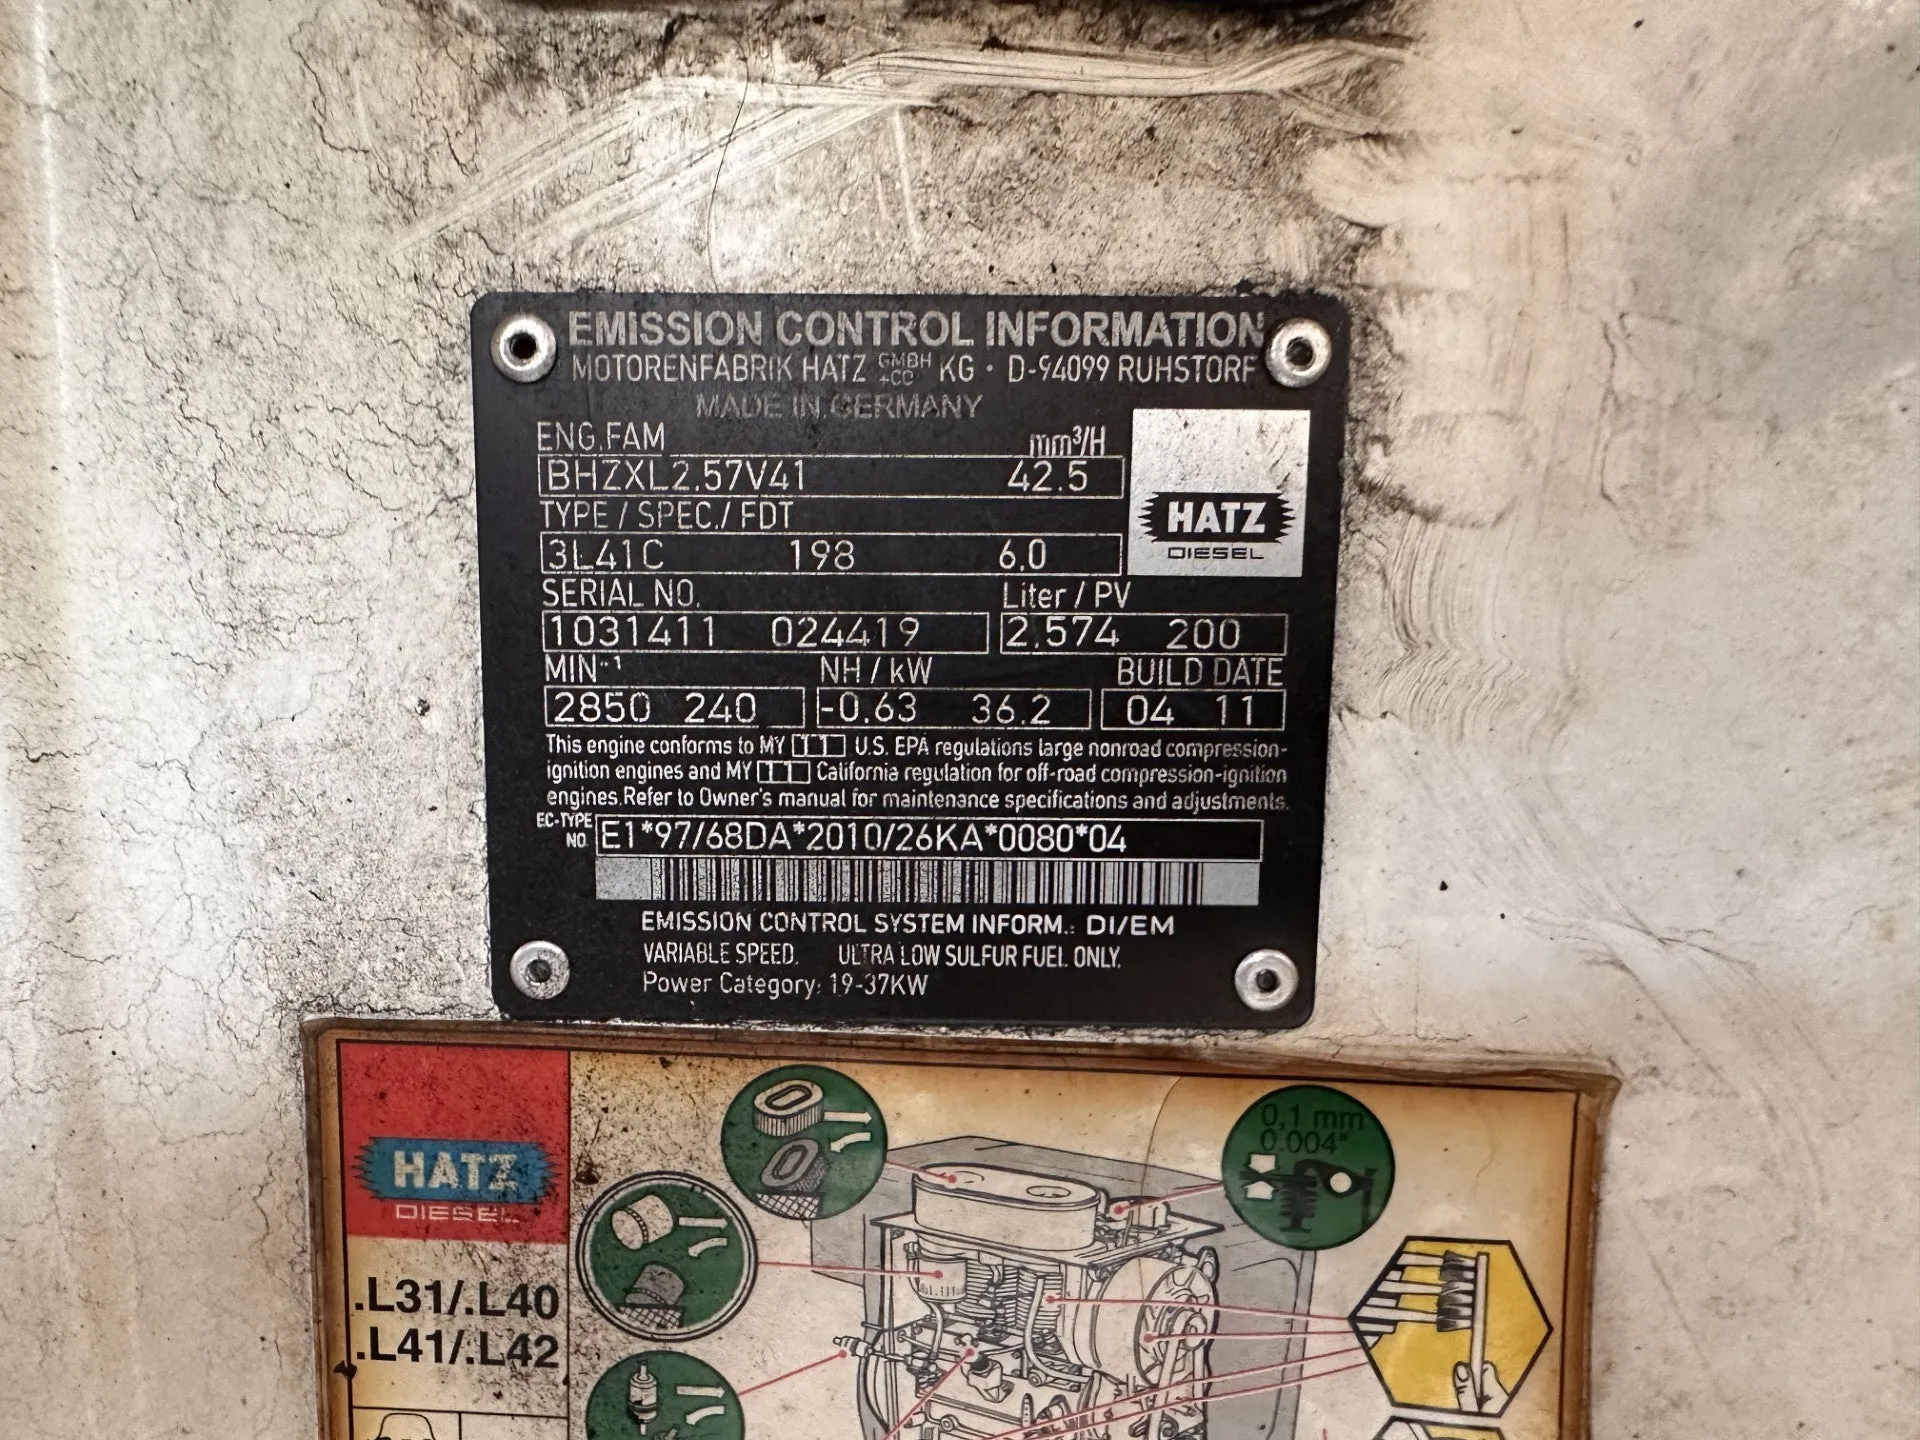 EMISSION CONTROL INFORMATION
MOTORENFABRIK HATZ GMBH +CO KG · D-94099 RUHSTORF
MADE IN GERMANY
ENG.FAM mm³/H
BHZXL2.57V41 42.5
TYPE / SPEC./ FDT
3L41C 198 6.0
HATZ
DIESEL
SERIAL NO. Liter / PV
1031411 024419 2.574 200
MIN⁻¹ NH / kW BUILD DATE
2850 240 -0.63 36.2 04 11
This engine conforms to MY U.S. EPA regulations large nonroad compression-
ignition engines and MY California regulation for off-road compression-ignition
engines. Refer to Owner's manual for maintenance specifications and adjustments.
EC-TYPE NO. E1*97/68DA*2010/26KA*0080*04
EMISSION CONTROL SYSTEM INFORM.: DI/EM
VARIABLE SPEED. ULTRA LOW SULFUR FUEL ONLY.
Power Category: 19-37KW
HATZ
DIESEL
.L31/.L40
.L41/.L42
0,1 mm
0.004"